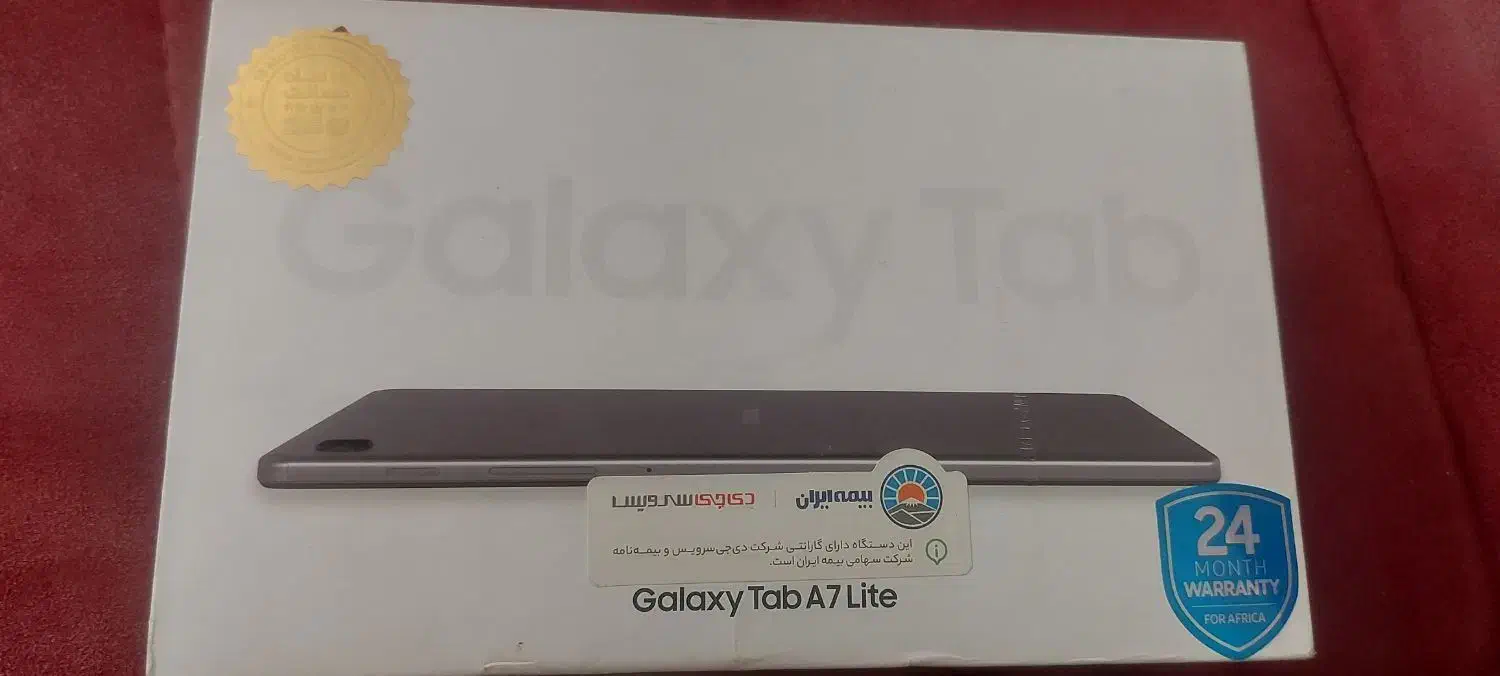 Galaxy Tab
بیمه ایران | دی‌جی‌سرویس
این دستگاه دارای گارانتی شرکت دی‌جی‌سرویس و بیمه‌نامه
شرکت سهامی بیمه ایران است.
Galaxy Tab A7 Lite
24
MONTH
WARRANTY
FOR AFRICA